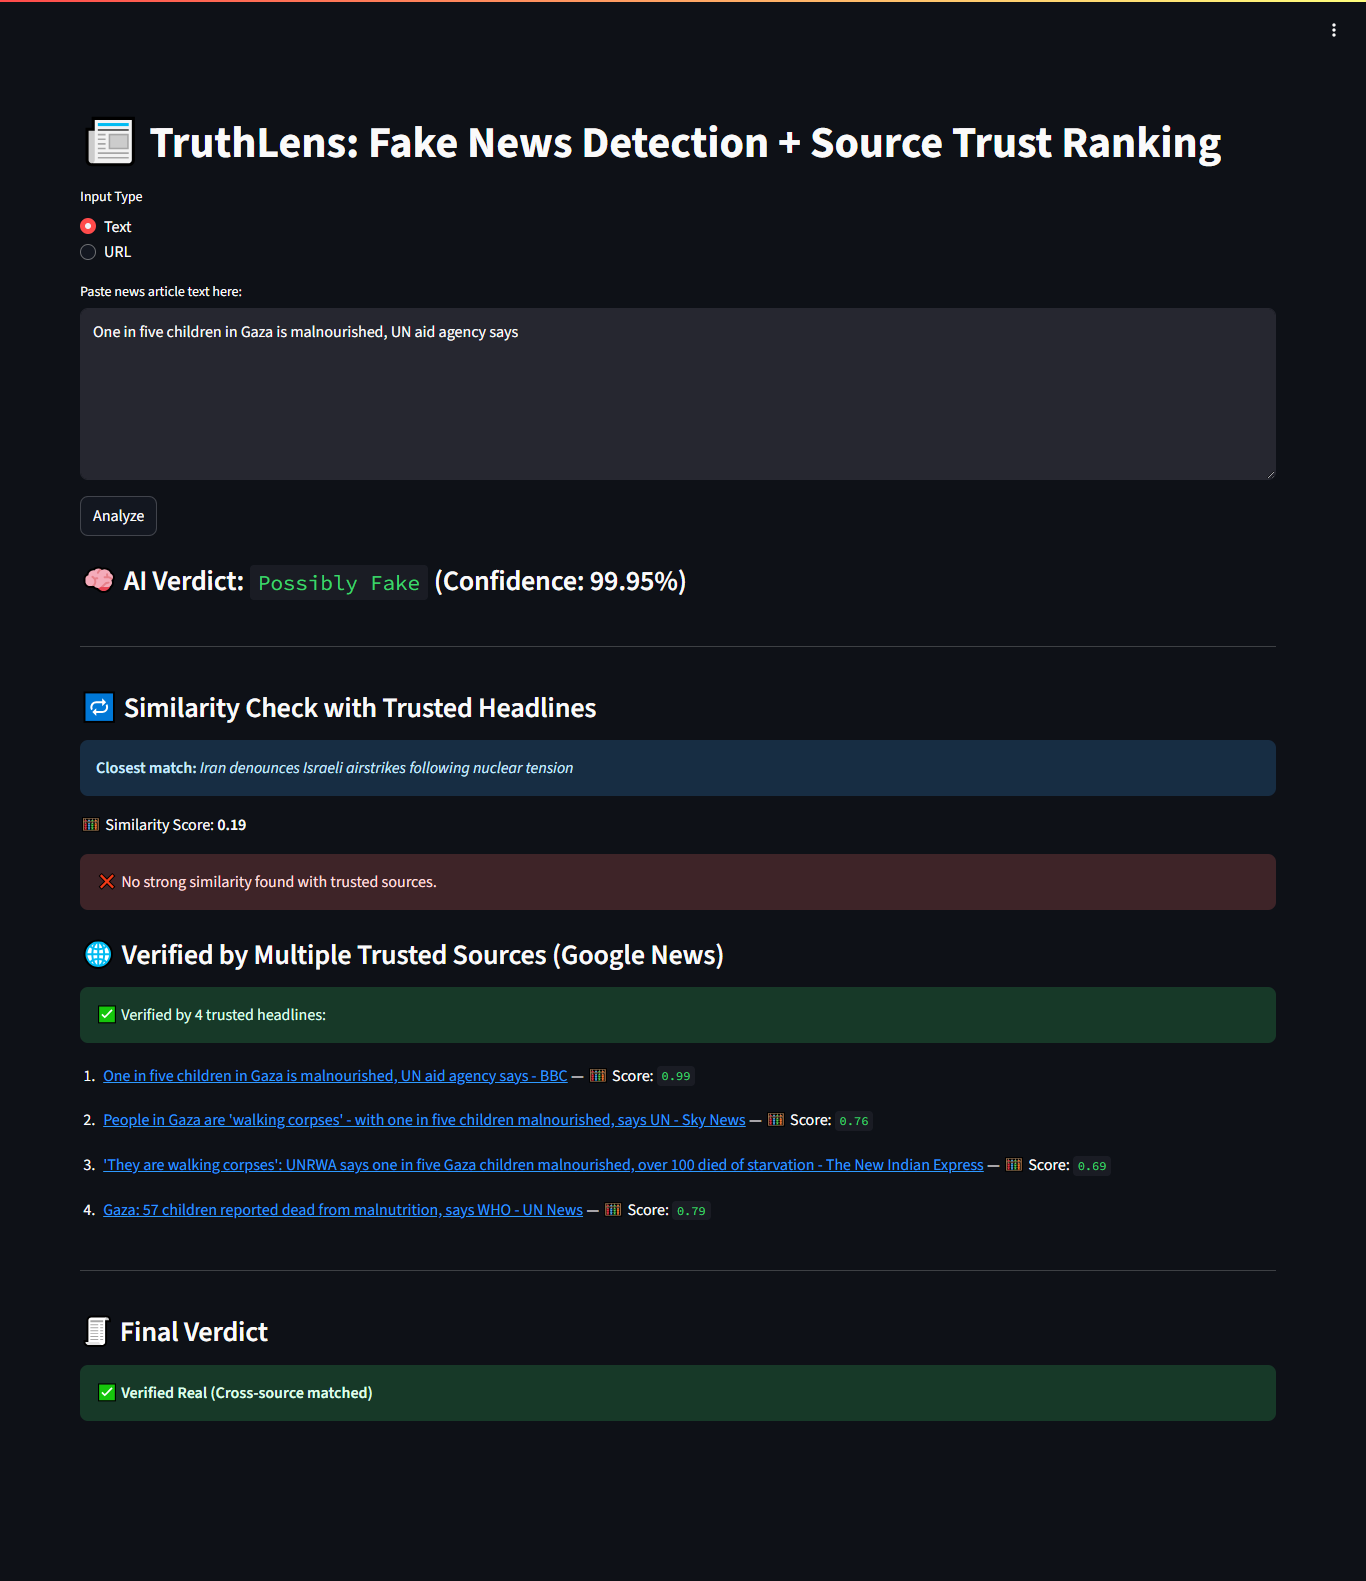 TruthLens: Fake News Detection + Source Trust Ranking
Input Type
Text
URL
Paste news article text here:
One in five children in Gaza is malnourished, UN aid agency says
Analyze
AI Verdict: Possibly Fake (Confidence: 99.95%)
Similarity Check with Trusted Headlines
Closest match: Iran denounces Israeli airstrikes following nuclear tension
Similarity Score: 0.19
No strong similarity found with trusted sources.
Verified by Multiple Trusted Sources (Google News)
Verified by 4 trusted headlines:
1. One in five children in Gaza is malnourished, UN aid agency says - BBC — Score: 0.99
2. People in Gaza are 'walking corpses' - with one in five children malnourished, says UN - Sky News — Score: 0.76
3. 'They are walking corpses': UNRWA says one in five Gaza children malnourished, over 100 died of starvation - The New Indian Express — Score: 0.69
4. Gaza: 57 children reported dead from malnutrition, says WHO - UN News — Score: 0.79
Final Verdict
Verified Real (Cross-source matched)